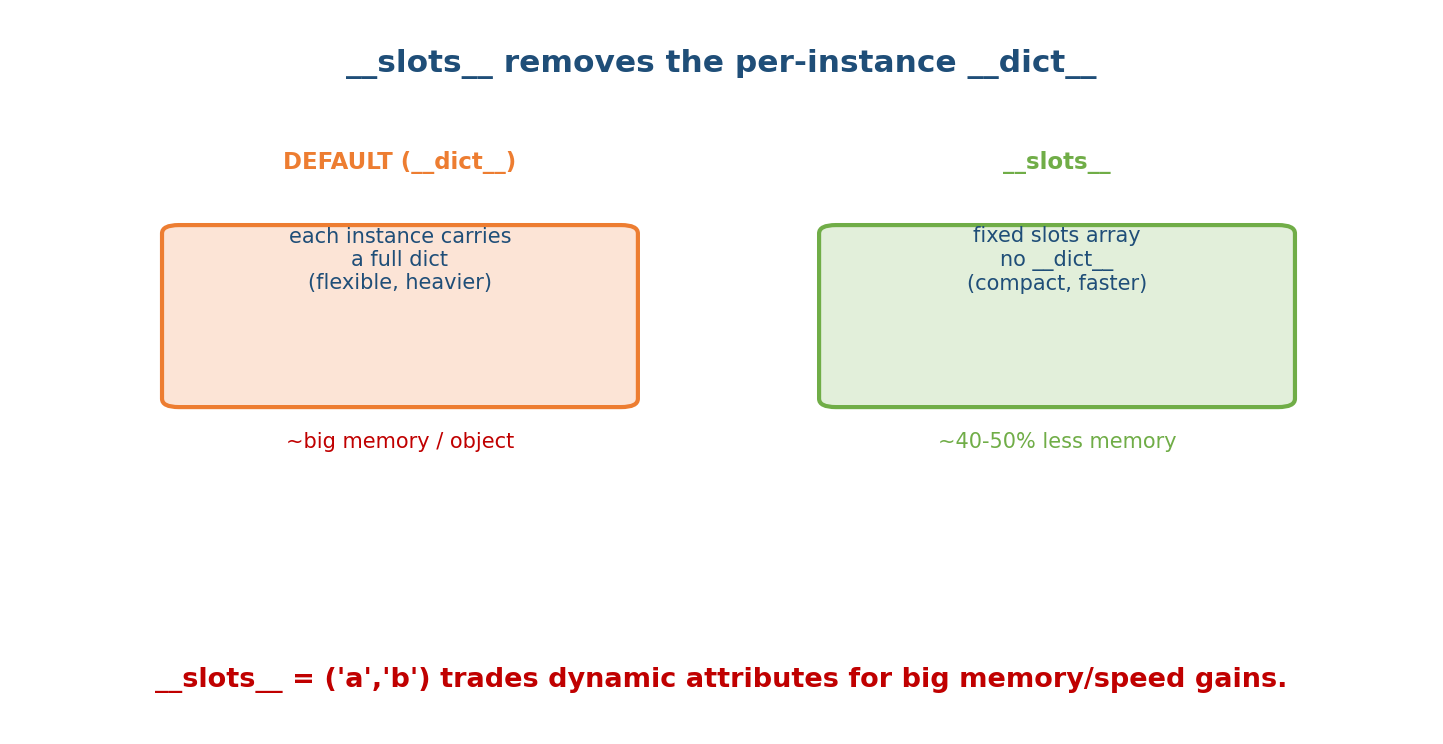 __slots__ removes the per-instance __dict__
DEFAULT (__dict__)
each instance carries
a full dict
(flexible, heavier)
~big memory / object
__slots__
fixed slots array
no __dict__
(compact, faster)
~40-50% less memory
__slots__ = ('a','b') trades dynamic attributes for big memory/speed gains.